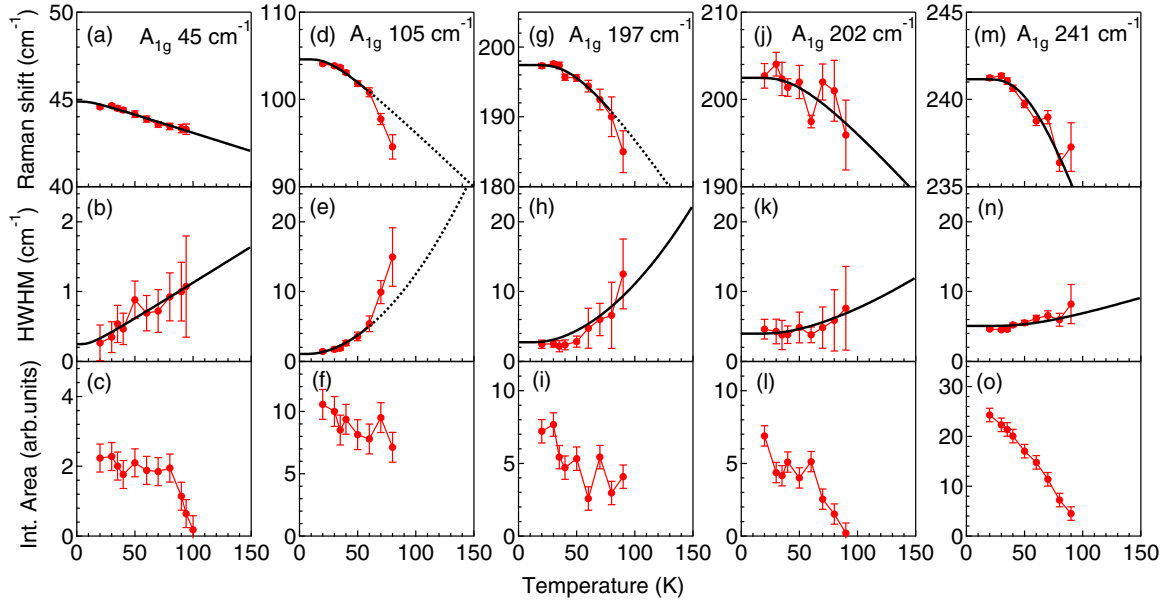 (a) A1g 45 cm-1
(d) A1g 105 cm-1
(g) A1g 197 cm-1
(j) A1g 202 cm-1
(m) A1g 241 cm-1
Raman shift (cm-1)
50
45
40
110
100
90
200
190
180
210
200
190
245
240
235
(b)
(e)
(h)
(k)
(n)
HWHM (cm-1)
2
1
0
20
10
0
20
10
0
20
10
0
20
10
0
(c)
(f)
(i)
(l)
(o)
Int. Area (arb.units)
4
2
0
10
5
0
10
5
0
10
5
0
30
20
10
0
0 50 100 150
0 50 100 150
0 50 100 150
0 50 100 150
0 50 100 150
Temperature (K)